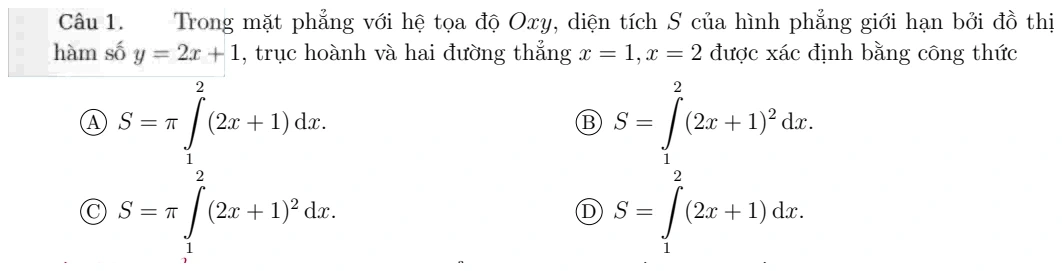 Câu 1. Trong mặt phẳng với hệ tọa độ Oxy, diện tích S của hình phẳng giới hạn bởi đồ thị
hàm số y = 2x + 1, trục hoành và hai đường thẳng x = 1, x = 2 được xác định bằng công thức
Ⓐ S = π ∫₁² (2x + 1) dx. Ⓑ S = ∫₁² (2x + 1)² dx.
Ⓒ S = π ∫₁² (2x + 1)² dx. Ⓓ S = ∫₁² (2x + 1) dx.